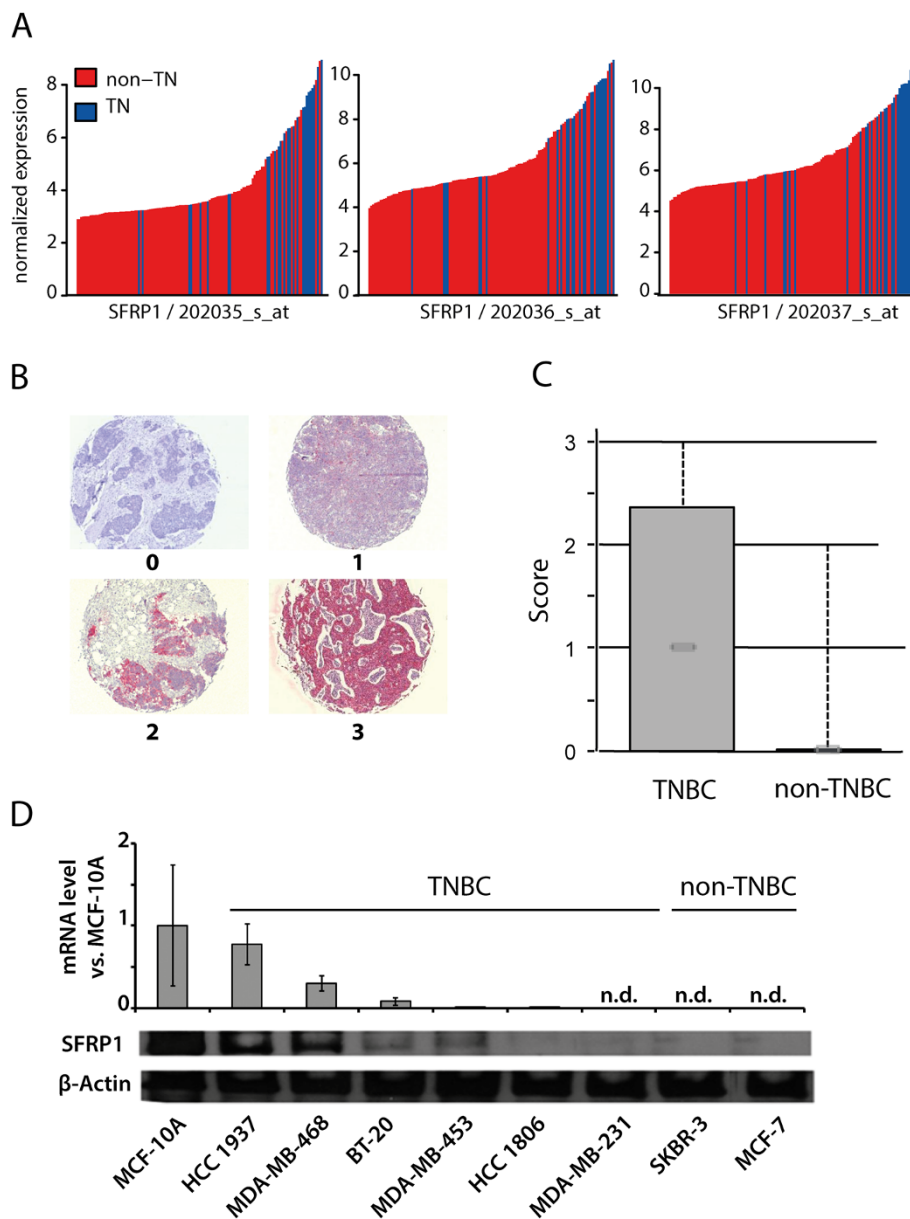 A
normalized expression
8
6
4
2
0
non–TN
TN
SFRP1 / 202035_s_at
10
8
6
4
2
0
SFRP1 / 202036_s_at
10
8
6
4
2
0
SFRP1 / 202037_s_at
B
0
1
2
3
C
Score
3
2
1
0
TNBC
non-TNBC
D
mRNA level
vs. MCF-10A
2
1
0
TNBC
non-TNBC
n.d.
n.d.
n.d.
SFRP1
β-Actin
MCF-10A
HCC 1937
MDA-MB-468
BT-20
MDA-MB-453
HCC 1806
MDA-MB-231
SKBR-3
MCF-7